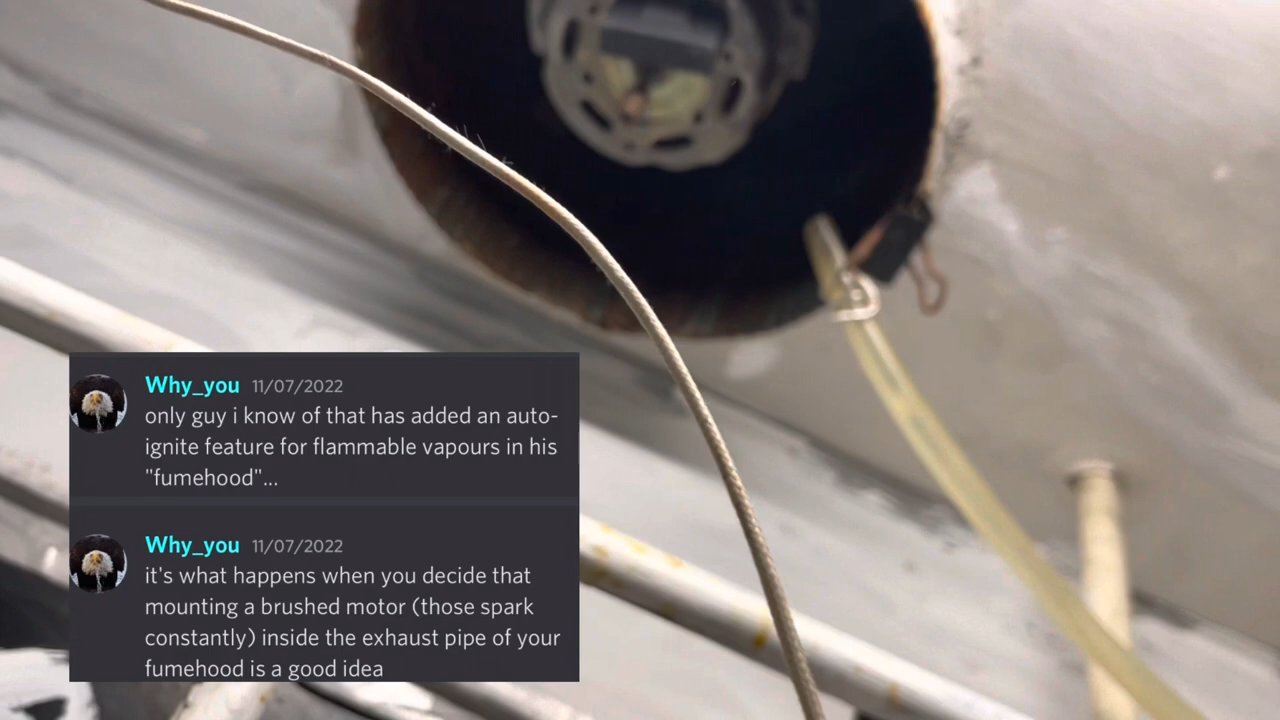 Why_you 11/07/2022
only guy i know of that has added an auto-
ignite feature for flammable vapours in his
"fumehood"...
Why_you 11/07/2022
it's what happens when you decide that
mounting a brushed motor (those spark
constantly) inside the exhaust pipe of your
fumehood is a good idea